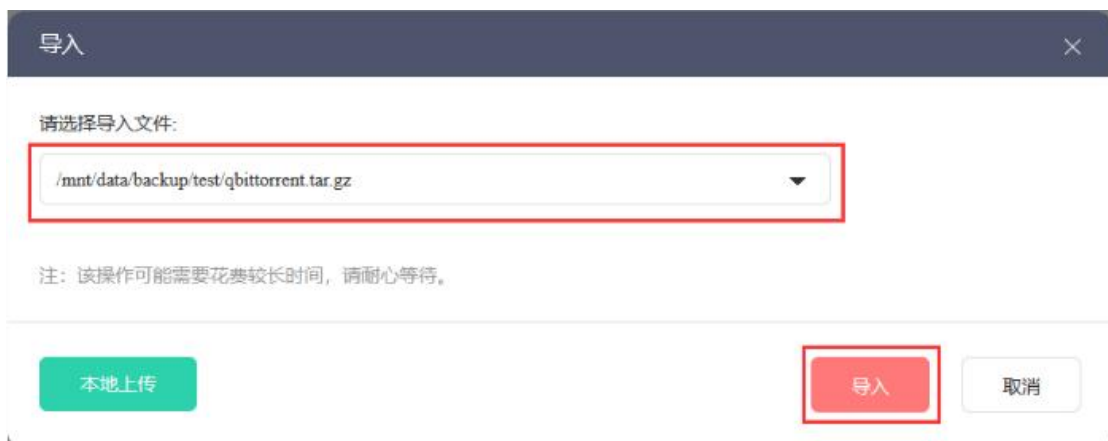 导入
请选择导入文件:
/mnt/data/backup/test/qbittorrent.tar.gz
注：该操作可能需要花费较长时间，请耐心等待。
本地上传
导入
取消